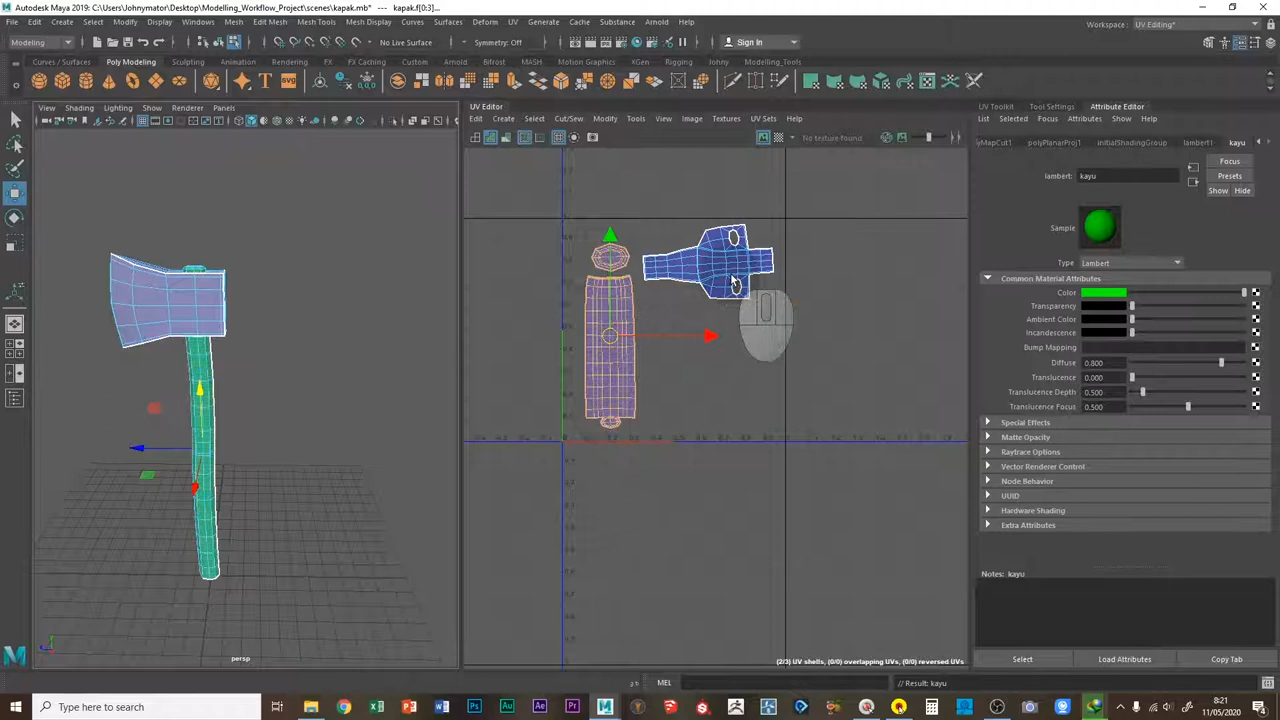 Autodesk Maya 2019: C:\Users\Johnymator\Desktop\Modelling_Workflow_Project\scenes\kapak.mb* --- kapak.f[0:3]...
File Edit Create Select Modify Display Windows Mesh Edit Mesh Mesh Tools Mesh Display Curves Surfaces Deform UV Generate Cache Substance Arnold Help
Workspace : UV Editing*
Modeling No Live Surface Symmetry: Off Sign In
Curves / Surfaces Poly Modeling Sculpting Animation Rendering FX FX Caching Custom Arnold Bifrost MASH Motion Graphics XGen Rigging Johny Modelling_Tools
View Shading Lighting Show Renderer Panels
UV Editor
UV Toolkit Tool Settings Attribute Editor
Edit Create Select Cut/Sew Modify Tools View Image Textures UV Sets Help
List Selected Focus Attributes Show Help
No texture found
lyMapCut1 polyPlanarProj1 initialShadingGroup lambert1 kayu
lambert: kayu
Focus
Presets
Show Hide
Sample
Type Lambert
Common Material Attributes
Color
Transparency
Ambient Color
Incandescence
Bump Mapping
Diffuse 0.800
Translucence 0.000
Translucence Depth 0.500
Translucence Focus 0.500
Special Effects
Matte Opacity
Raytrace Options
Vector Renderer Control
Node Behavior
UUID
Hardware Shading
Extra Attributes
Notes: kayu
persp
(2/3) UV shells, (0/0) overlapping UVs, (0/0) reversed UVs
Select Load Attributes Copy Tab
MEL // Result: kayu
Type here to search
8:21
11/05/2020